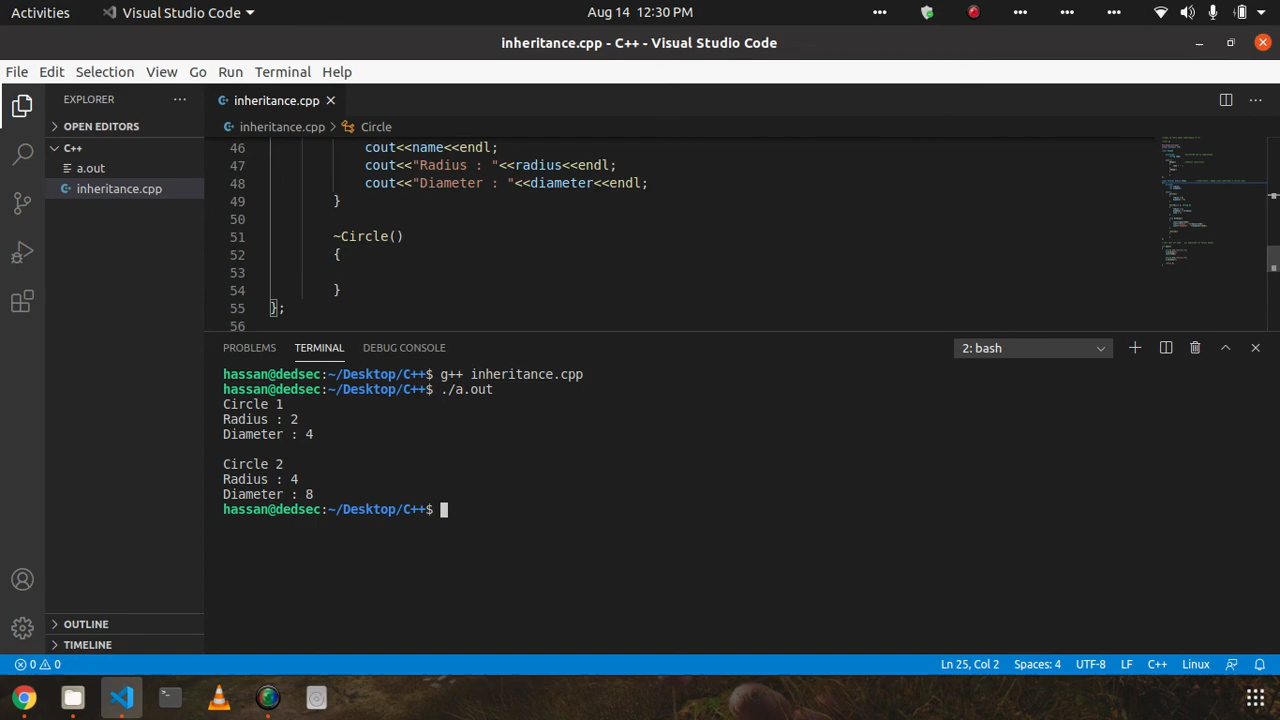 Activities Visual Studio Code Aug 14 12:30 PM
inheritance.cpp - C++ - Visual Studio Code
File Edit Selection View Go Run Terminal Help
EXPLORER
inheritance.cpp
OPEN EDITORS
inheritance.cpp > Circle
C++
a.out
inheritance.cpp
46 cout<<name<<endl;
47 cout<<"Radius : "<<radius<<endl;
48 cout<<"Diameter : "<<diameter<<endl;
49 }
50
51 ~Circle()
52 {
53
54 }
55 };
56
PROBLEMS TERMINAL DEBUG CONSOLE 2: bash
hassan@dedsec:~/Desktop/C++$ g++ inheritance.cpp
hassan@dedsec:~/Desktop/C++$ ./a.out
Circle 1
Radius : 2
Diameter : 4
Circle 2
Radius : 4
Diameter : 8
hassan@dedsec:~/Desktop/C++$
OUTLINE
TIMELINE
0 0 Ln 25, Col 2 Spaces: 4 UTF-8 LF C++ Linux